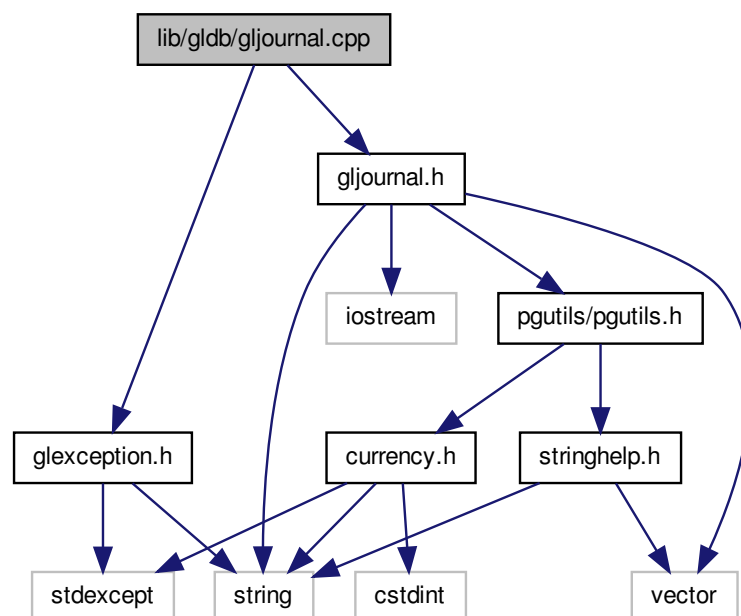 lib/gldb/gljournal.cpp
gljournal.h
iostream
pgutils/pgutils.h
glexception.h
currency.h
stringhelp.h
stdexcept
string
cstdint
vector